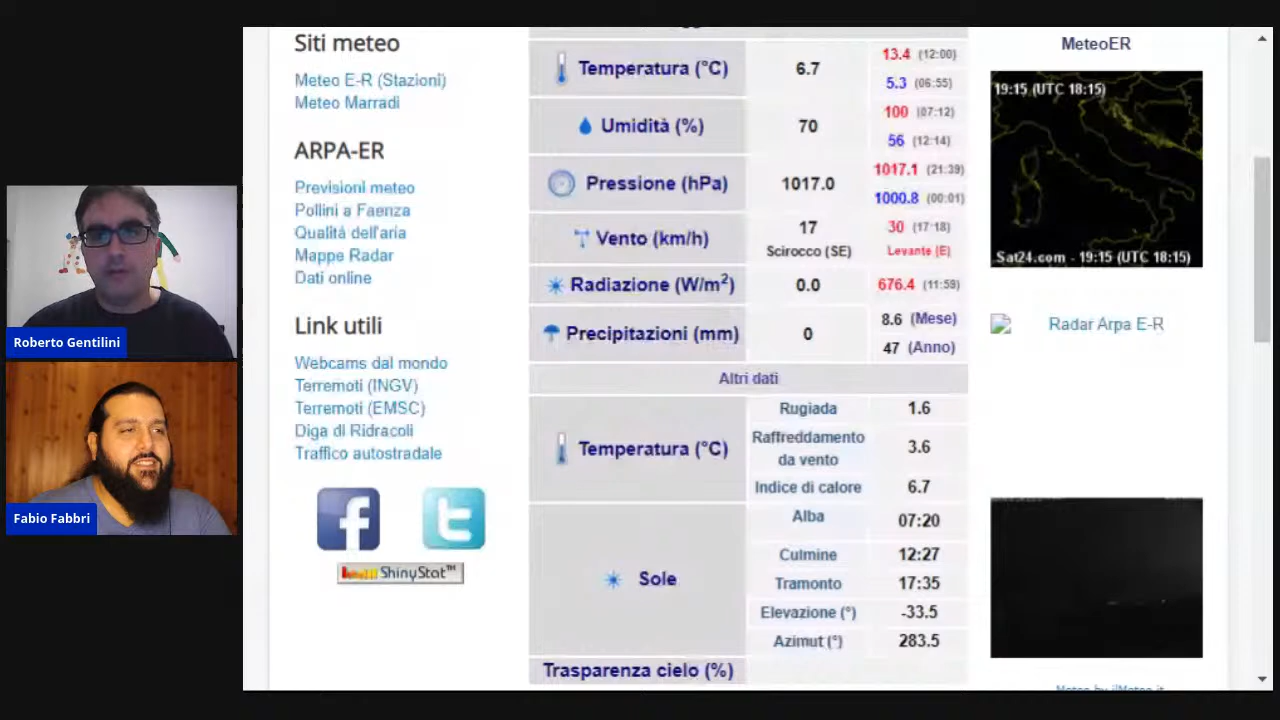 Siti meteo
Meteo E-R (Stazioni)
Meteo Marradi
ARPA-ER
Previsioni meteo
Pollini a Faenza
Qualità dell'aria
Mappe Radar
Dati online
Link utili
Webcams dal mondo
Terremoti (INGV)
Terremoti (EMSC)
Diga di Ridracoli
Traffico autostradale
f
t
ShinyStat™
Roberto Gentilini
Fabio Fabbri
Temperatura (°C) 6.7 13.4 (12:00)
5.3 (06:55)
Umidità (%) 70 100 (07:12)
56 (12:14)
Pressione (hPa) 1017.0 1017.1 (21:39)
1000.8 (00:01)
Vento (km/h) 17 30 (17:18)
Scirocco (SE) Levante (E)
Radiazione (W/m²) 0.0 676.4 (11:59)
Precipitazioni (mm) 0 8.6 (Mese)
47 (Anno)
Altri dati
Temperatura (°C)
Rugiada 1.6
Raffreddamento
da vento 3.6
Indice di calore 6.7
Sole
Alba 07:20
Culmine 12:27
Tramonto 17:35
Elevazione (°) -33.5
Azimut (°) 283.5
Trasparenza cielo (%)
MeteoER
19:15 (UTC 18:15)
Sat24.com - 19:15 (UTC 18:15)
Radar Arpa E-R